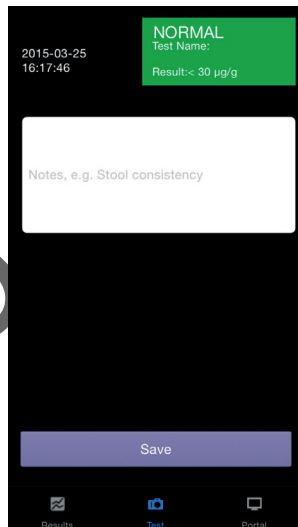 NORMAL
Test Name:
2015-03-25
16:17:46
Result:< 30 µg/g
Notes, e.g. Stool consistency
Save
Results
Test
Portal